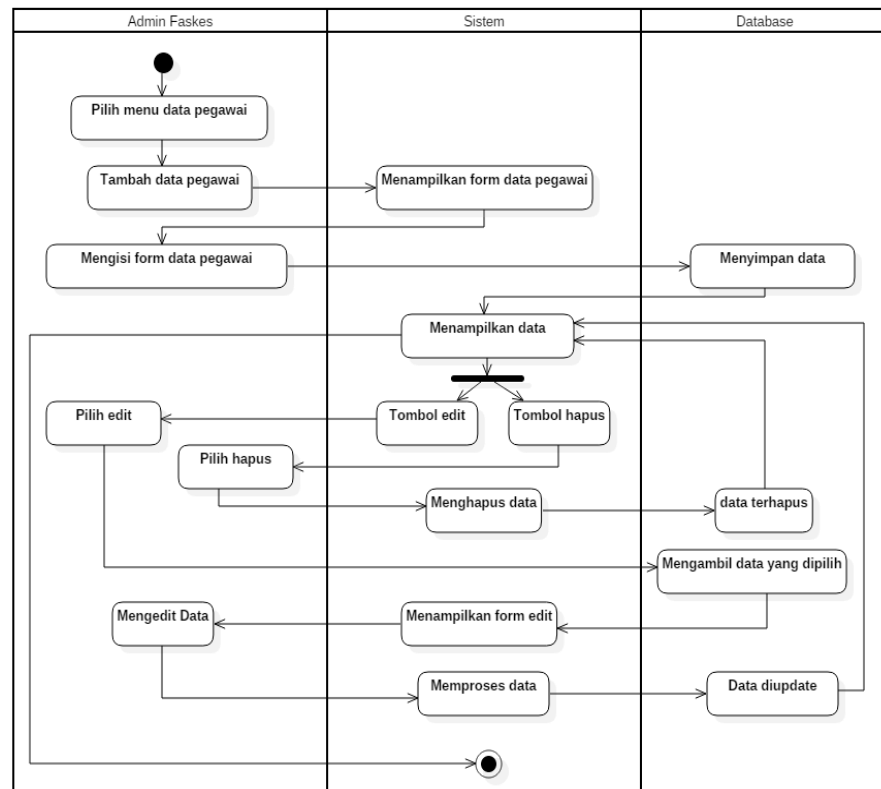 Admin Faskes
Sistem
Database
Pilih menu data pegawai
Tambah data pegawai
Menampilkan form data pegawai
Mengisi form data pegawai
Menyimpan data
Menampilkan data
Pilih edit
Tombol edit
Tombol hapus
Pilih hapus
Menghapus data
data terhapus
Mengambil data yang dipilih
Mengedit Data
Menampilkan form edit
Memproses data
Data diupdate